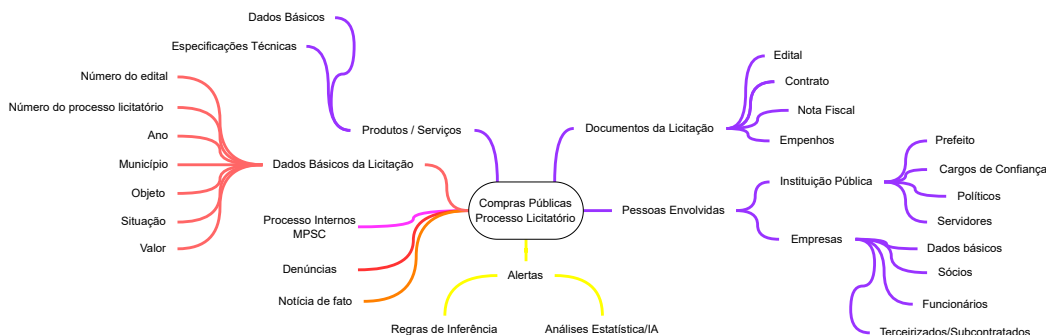 Dados Básicos
Especificações Técnicas
Produtos / Serviços
Número do edital
Número do processo licitatório
Ano
Município
Objeto
Situação
Valor
Dados Básicos da Licitação
Processo Internos
MPSC
Denúncias
Notícia de fato
Compras Públicas
Processo Licitatório
Alertas
Regras de Inferência
Análises Estatística/IA
Documentos da Licitação
Edital
Contrato
Nota Fiscal
Empenhos
Pessoas Envolvidas
Instituição Pública
Prefeito
Cargos de Confiança
Políticos
Servidores
Empresas
Dados básicos
Sócios
Funcionários
Terceirizados/Subcontratados